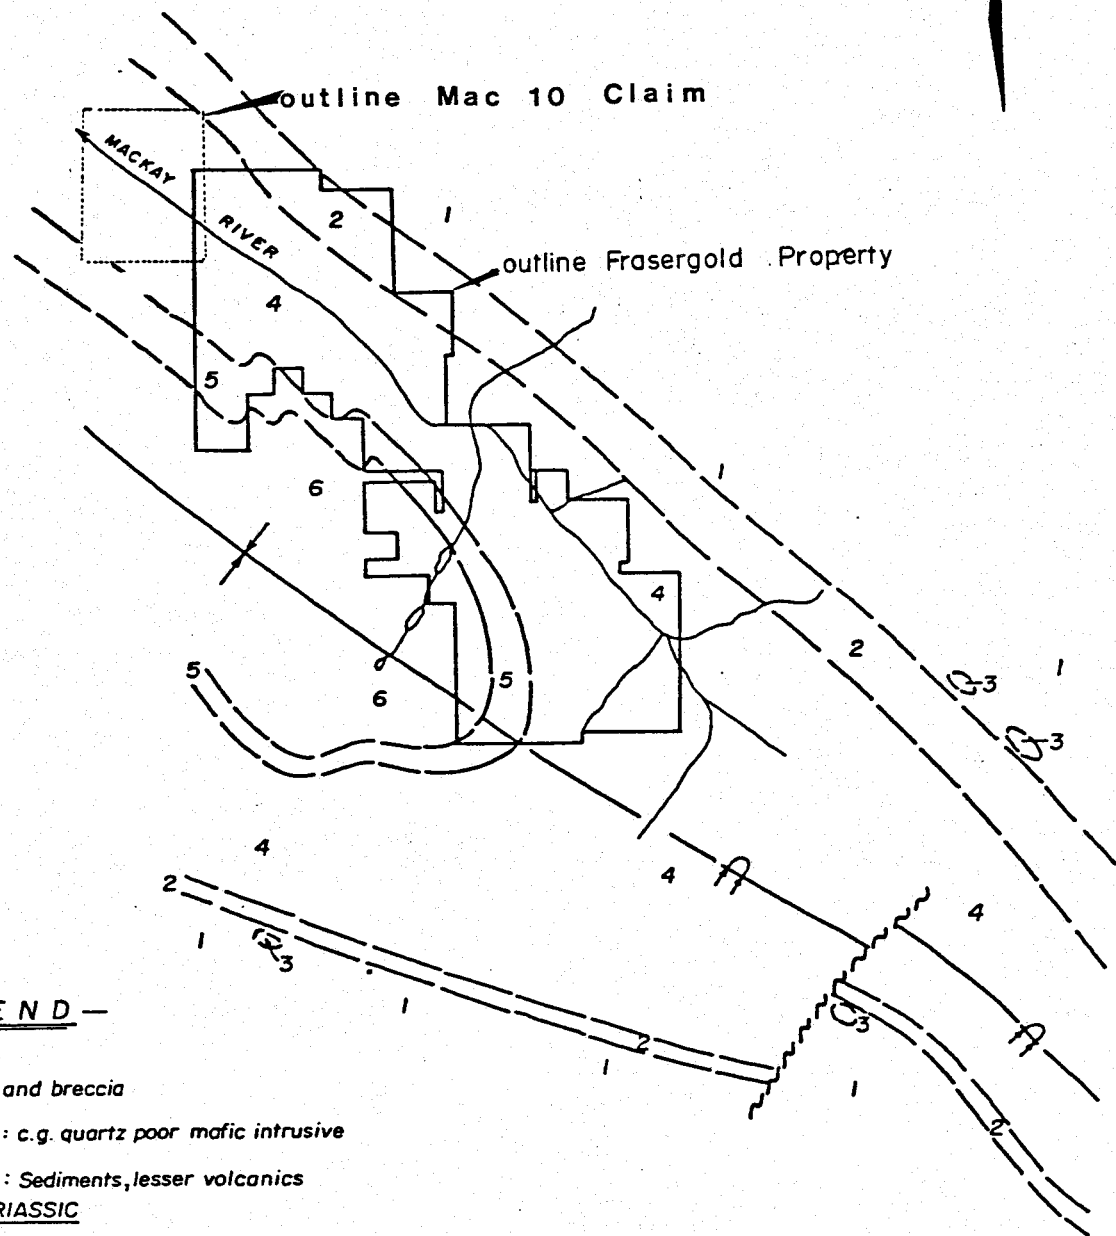 outline Mac 10 Claim
MACKAY
RIVER
2
1
outline Frasergold Property
4
5
1
6
4
2
1
5
5
3
6
3
4
4
2
4
1
3
1
3
2
1
1
2
END—
and breccia
: c.g. quartz poor mafic intrusive
: Sediments, lesser volcanics
RIASSIC